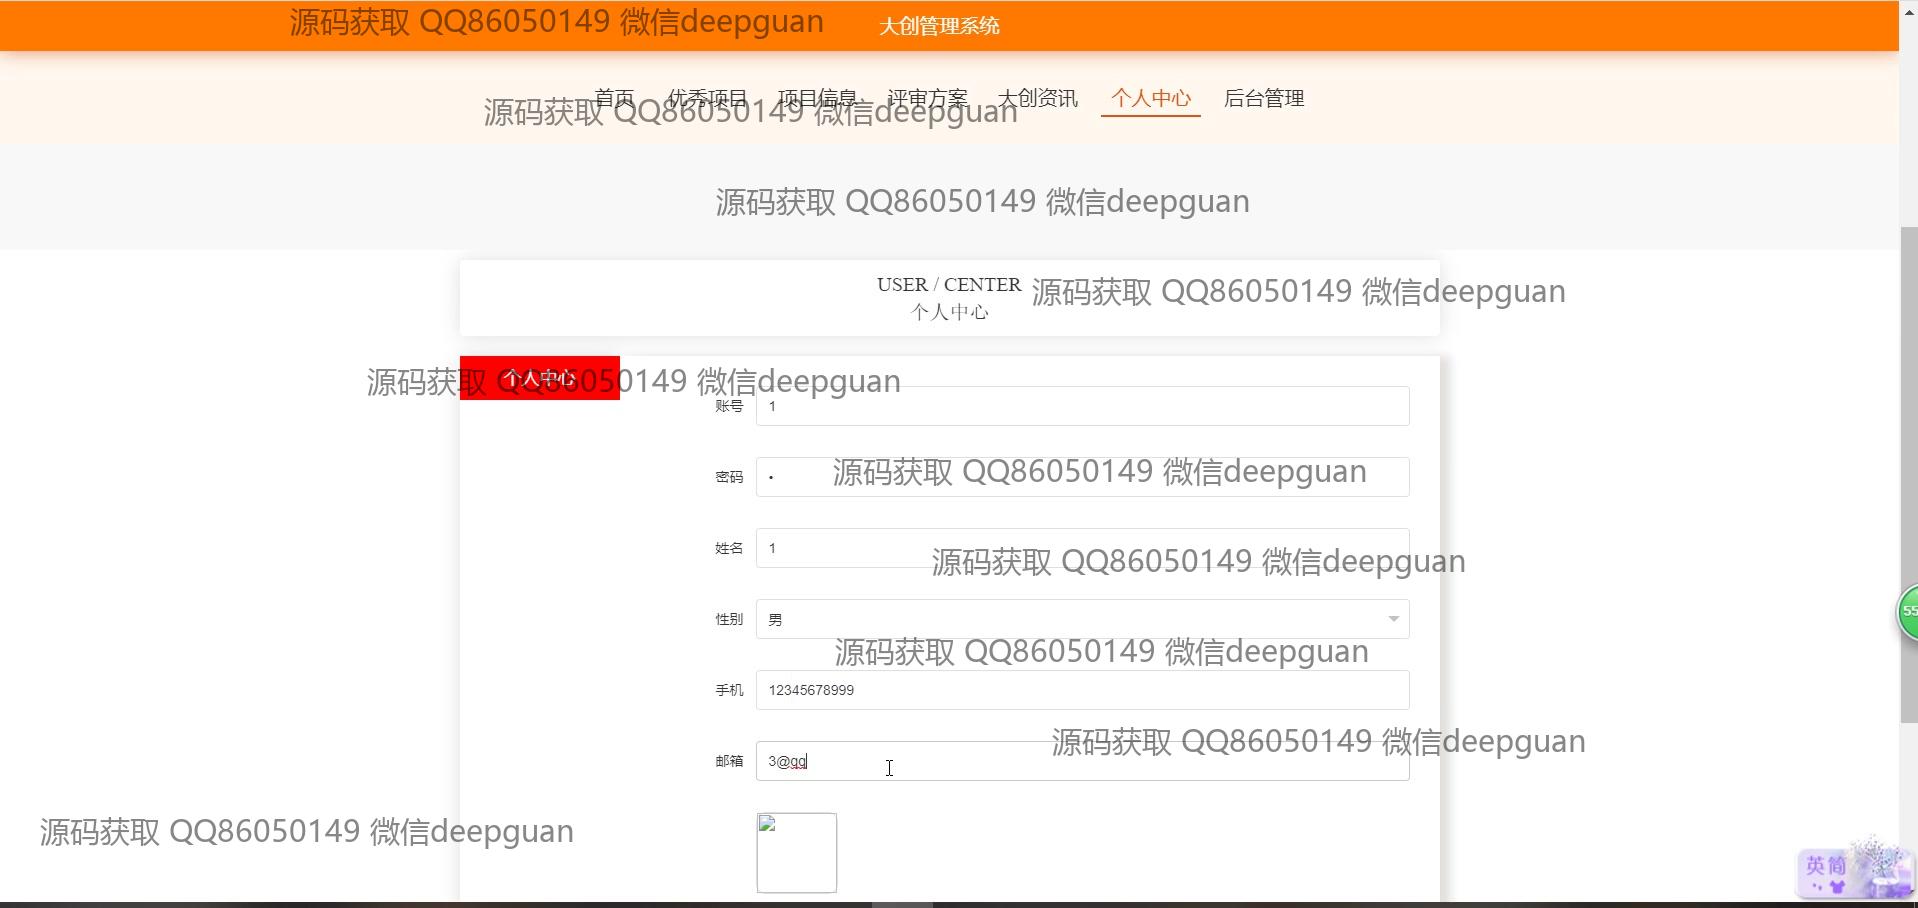 源码获取 QQ86050149 微信deepguan
大创管理系统
首页 优秀项目 项目信息 评审方案 大创资讯 个人中心 后台管理
源码获取 QQ86050149 微信deepguan
源码获取 QQ86050149 微信deepguan
USER / CENTER
源码获取 QQ86050149 微信deepguan
个人中心
个人中心
源码获取 QQ86050149 微信deepguan
账号 1
密码 •
源码获取 QQ86050149 微信deepguan
姓名 1
源码获取 QQ86050149 微信deepguan
性别 男
55
源码获取 QQ86050149 微信deepguan
手机 12345678999
源码获取 QQ86050149 微信deepguan
邮箱 3@qq
源码获取 QQ86050149 微信deepguan
英简